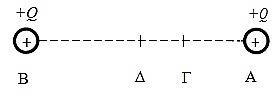 +Q +Q
+ +
Β Δ Γ Α